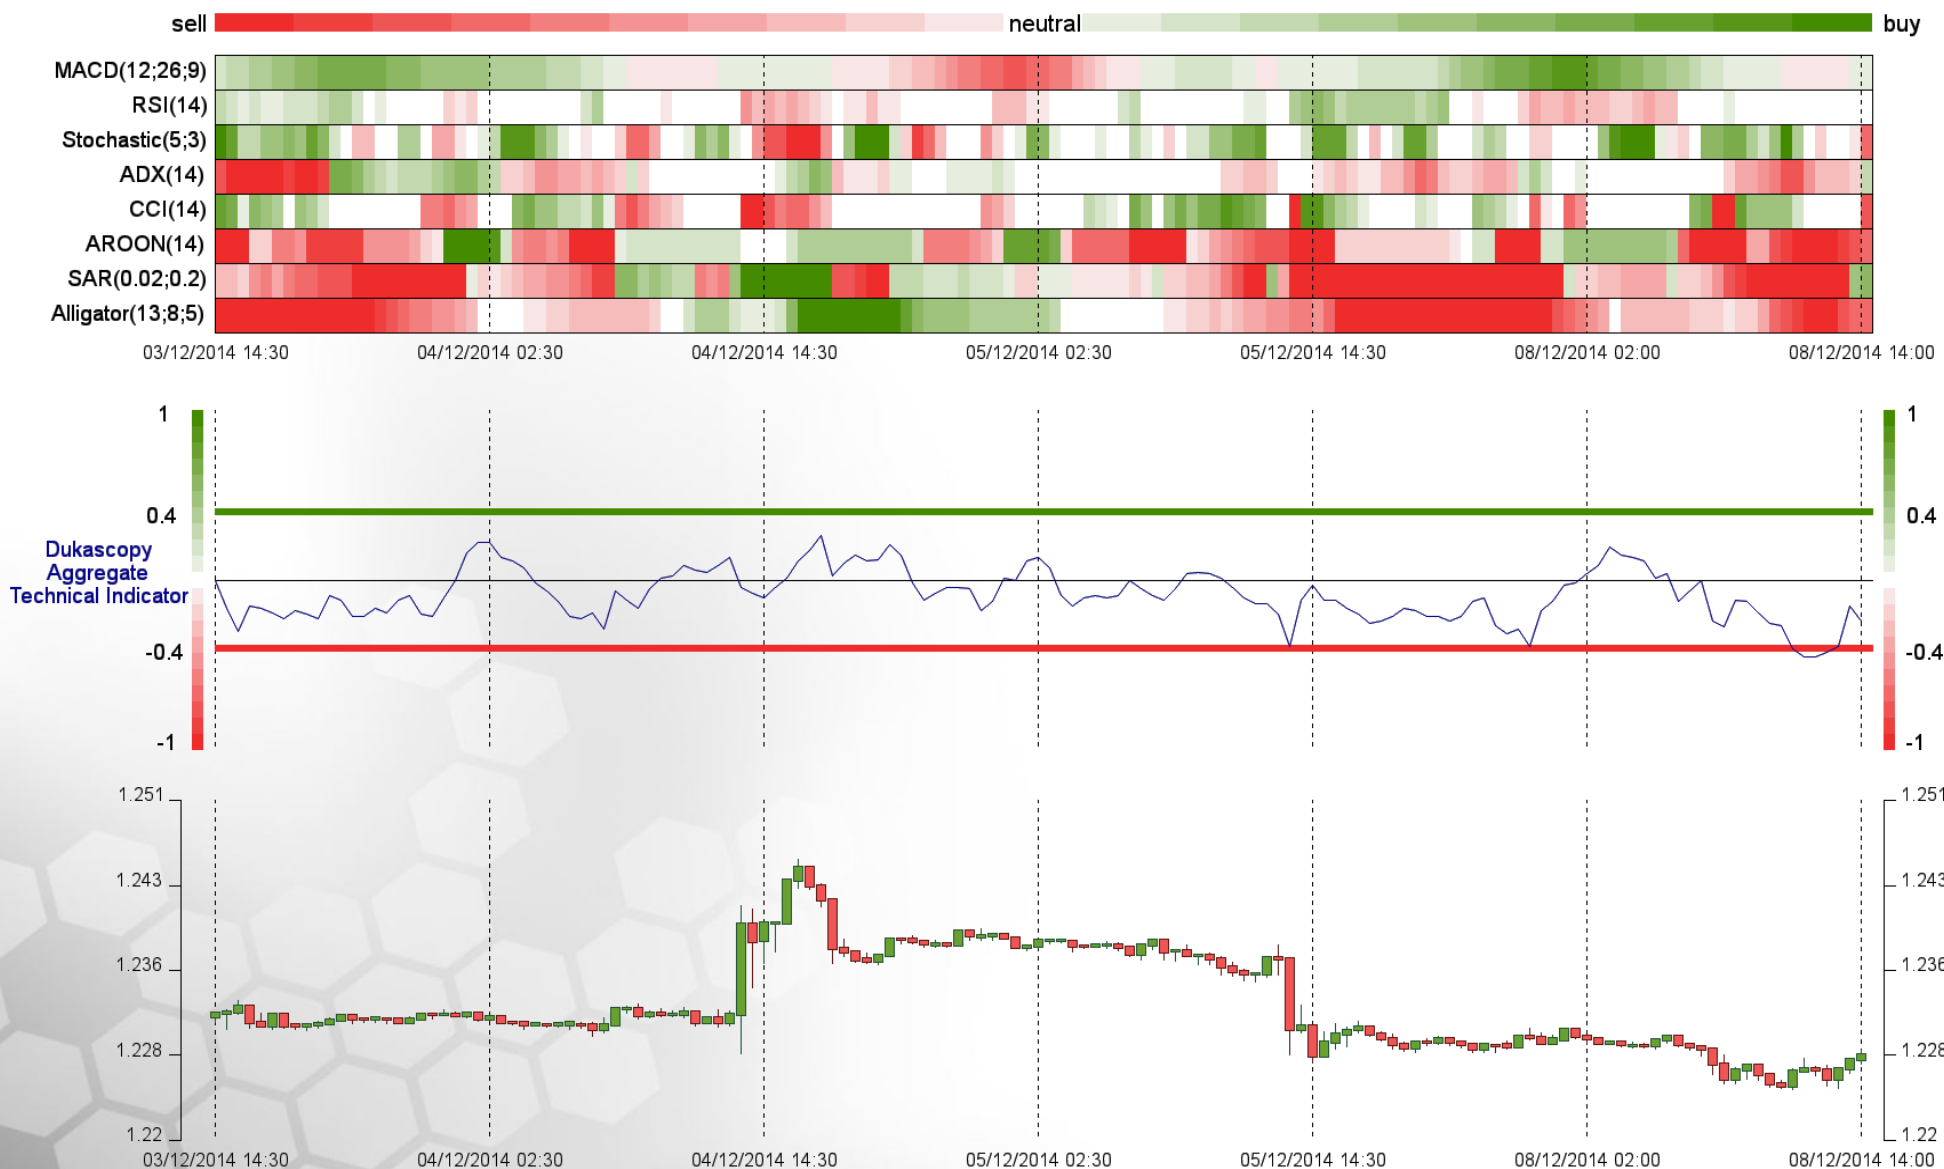 sell neutral buy
MACD(12;26;9)
RSI(14)
Stochastic(5;3)
ADX(14)
CCI(14)
AROON(14)
SAR(0.02;0.2)
Alligator(13;8;5)
03/12/2014 14:30 04/12/2014 02:30 04/12/2014 14:30 05/12/2014 02:30 05/12/2014 14:30 08/12/2014 02:00 08/12/2014 14:00
1 1
0.4 0.4
Dukascopy
Aggregate
Technical Indicator
-0.4 -0.4
-1 -1
1.251 1.251
1.243 1.243
1.236 1.236
1.228 1.228
1.22 1.22
03/12/2014 14:30 04/12/2014 02:30 04/12/2014 14:30 05/12/2014 02:30 05/12/2014 14:30 08/12/2014 02:00 08/12/2014 14:00